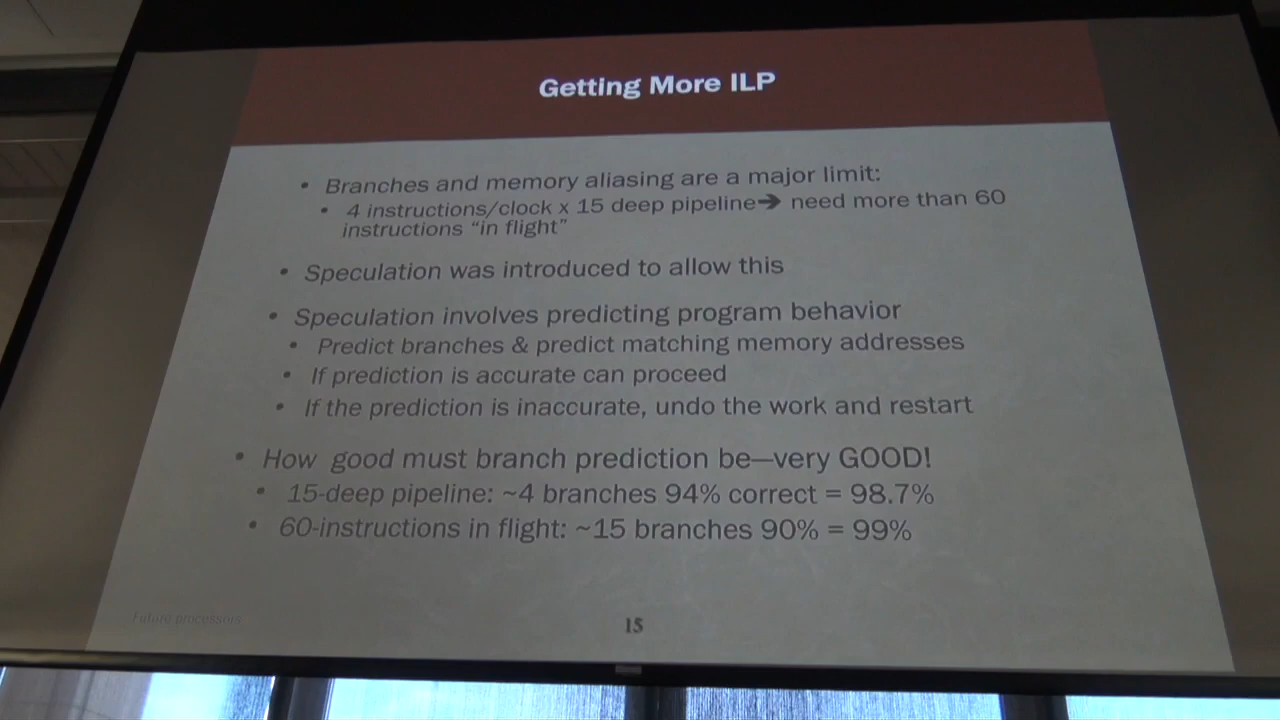 Getting More ILP
• Branches and memory aliasing are a major limit:
• 4 instructions/clock x 15 deep pipeline➔ need more than 60
instructions “in flight”
• Speculation was introduced to allow this
• Speculation involves predicting program behavior
• Predict branches & predict matching memory addresses
• If prediction is accurate can proceed
• If the prediction is inaccurate, undo the work and restart
• How good must branch prediction be—very GOOD!
• 15-deep pipeline: ~4 branches 94% correct = 98.7%
• 60-instructions in flight: ~15 branches 90% = 99%
Future processors
15